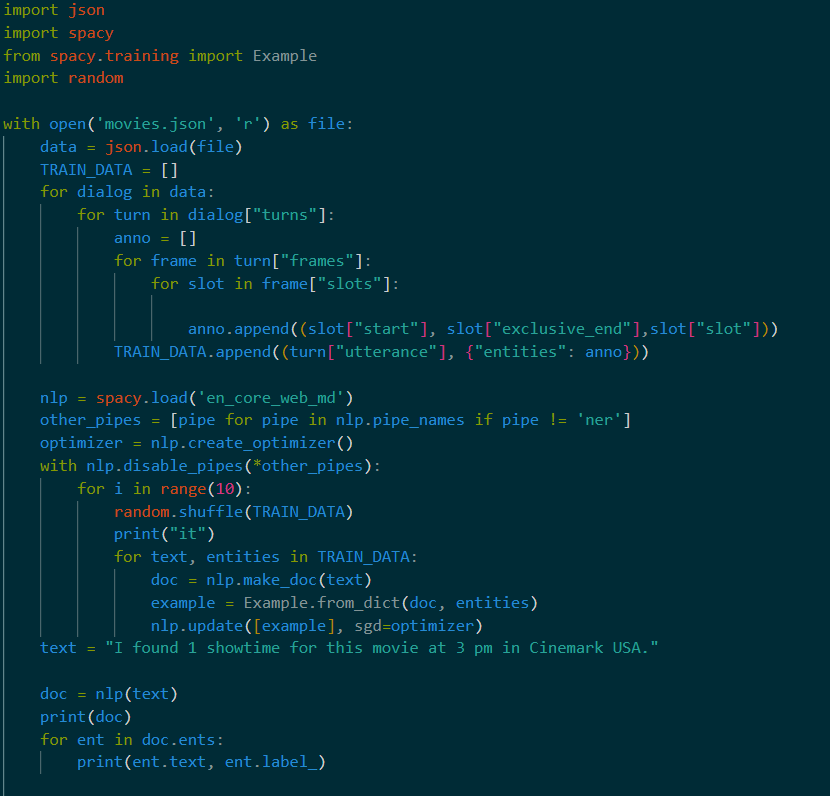 import json
import spacy
from spacy.training import Example
import random
with open('movies.json', 'r') as file:
data = json.load(file)
TRAIN_DATA = []
for dialog in data:
for turn in dialog["turns"]:
anno = []
for frame in turn["frames"]:
for slot in frame["slots"]:
anno.append((slot["start"], slot["exclusive_end"],slot["slot"]))
TRAIN_DATA.append((turn["utterance"], {"entities": anno}))
nlp = spacy.load('en_core_web_md')
other_pipes = [pipe for pipe in nlp.pipe_names if pipe != 'ner']
optimizer = nlp.create_optimizer()
with nlp.disable_pipes(*other_pipes):
for i in range(10):
random.shuffle(TRAIN_DATA)
print("it")
for text, entities in TRAIN_DATA:
doc = nlp.make_doc(text)
example = Example.from_dict(doc, entities)
nlp.update([example], sgd=optimizer)
text = "I found 1 showtime for this movie at 3 pm in Cinemark USA."
doc = nlp(text)
print(doc)
for ent in doc.ents:
print(ent.text, ent.label_)